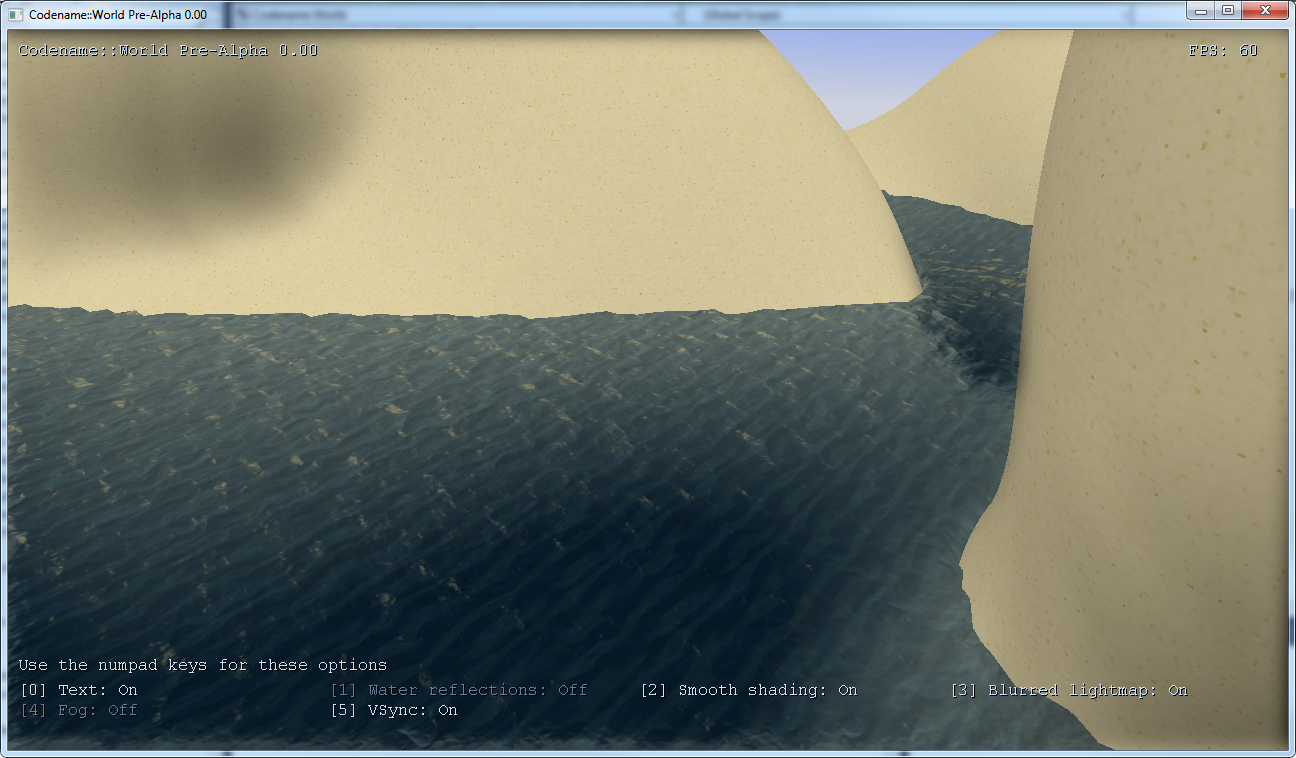 Codename::World Pre-Alpha 0.00
Codename::World Pre-Alpha 0.00 FPS: 60
Use the numpad keys for these options
[0] Text: On [1] Water reflections: Off [2] Smooth shading: On [3] Blurred lightmap: On
[4] Fog: Off [5] VSync: On